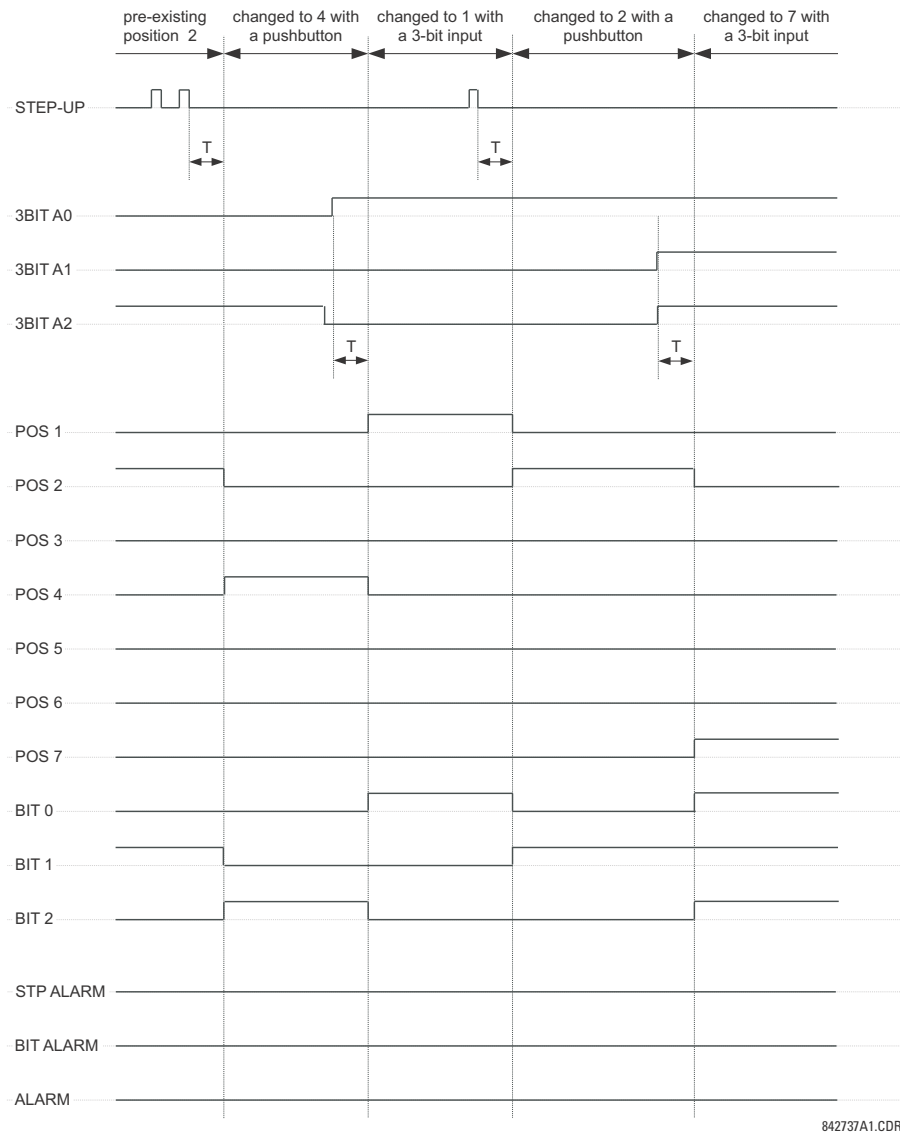 pre-existing
position 2
changed to 4 with
a pushbutton
changed to 1 with
a 3-bit input
changed to 2 with a
pushbutton
changed to 7 with
a 3-bit input
STEP-UP
T
T
3BIT A0
3BIT A1
3BIT A2
T
T
POS 1
POS 2
POS 3
POS 4
POS 5
POS 6
POS 7
BIT 0
BIT 1
BIT 2
STP ALARM
BIT ALARM
ALARM
842737A1.CDR